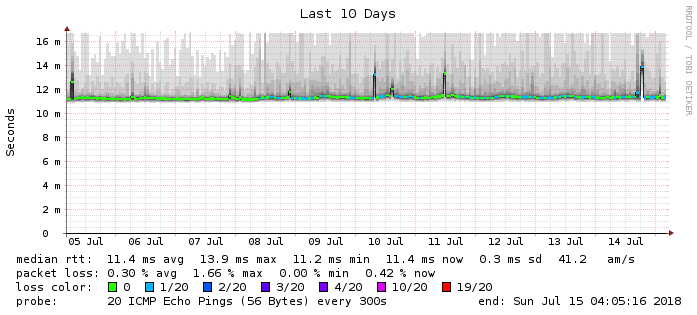 Last 10 Days
RRDTOOL / TOBI OETIKER
Seconds
16 m
14 m
12 m
10 m
8 m
6 m
4 m
2 m
0
05 Jul 06 Jul 07 Jul 08 Jul 09 Jul 10 Jul 11 Jul 12 Jul 13 Jul 14 Jul
median rtt: 11.4 ms avg 13.9 ms max 11.2 ms min 11.4 ms now 0.3 ms sd 41.2 am/s
packet loss: 0.30 % avg 1.66 % max 0.00 % min 0.42 % now
loss color: 0 1/20 2/20 3/20 4/20 10/20 19/20
probe: 20 ICMP Echo Pings (56 Bytes) every 300s end: Sun Jul 15 04:05:16 2018